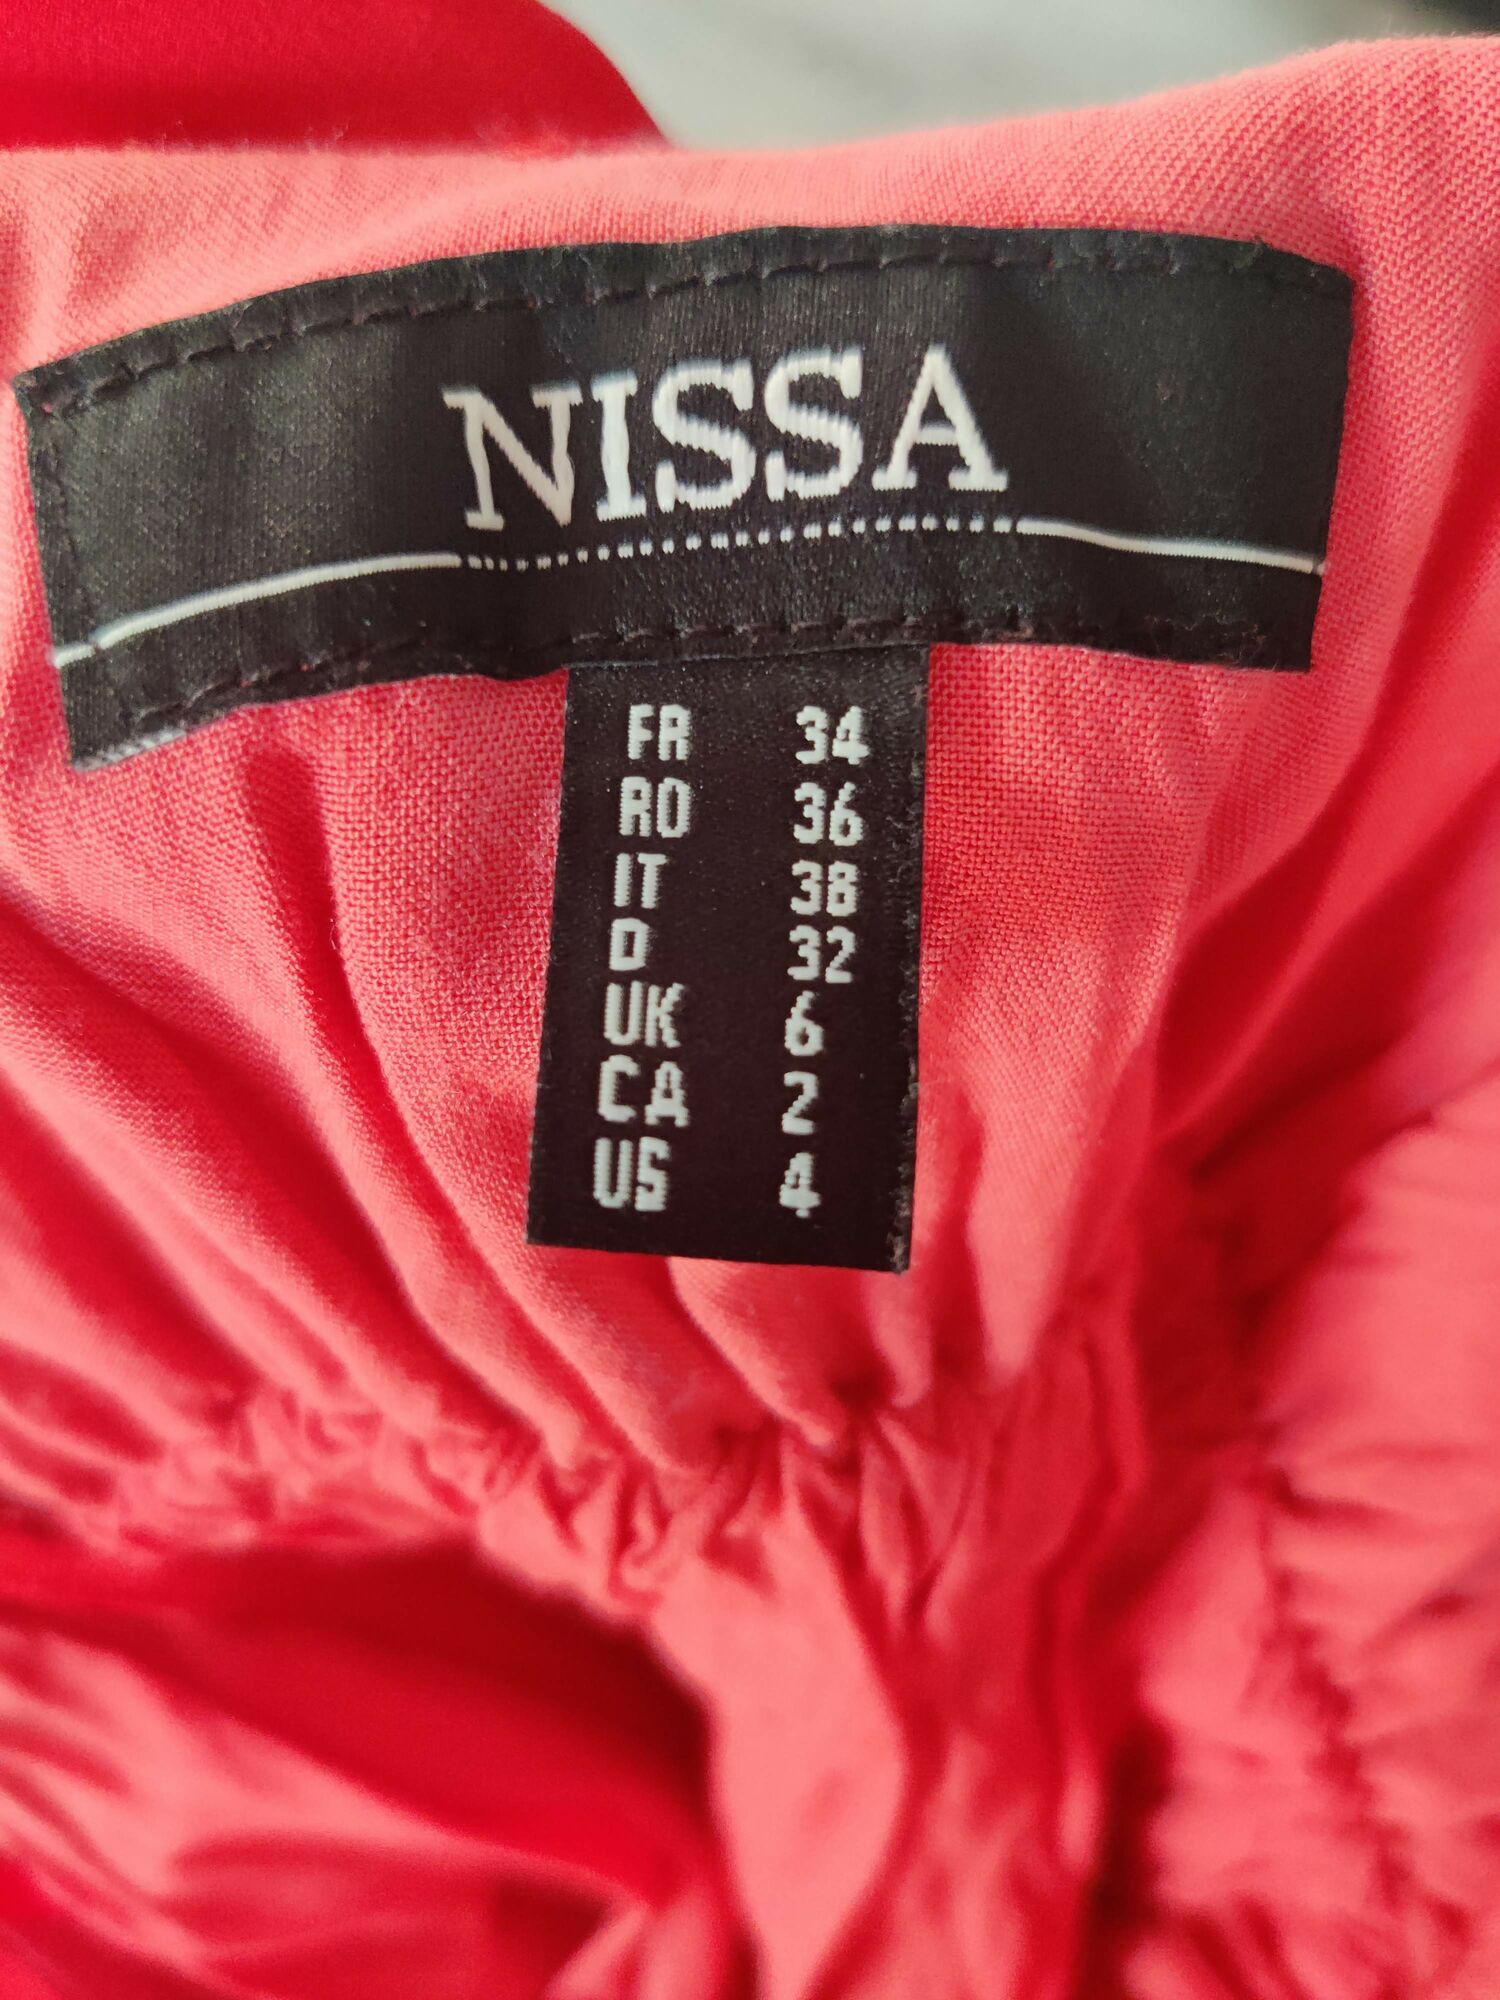 NISSA
FR 34
RO 36
IT 38
D 32
UK 6
CA 2
US 4